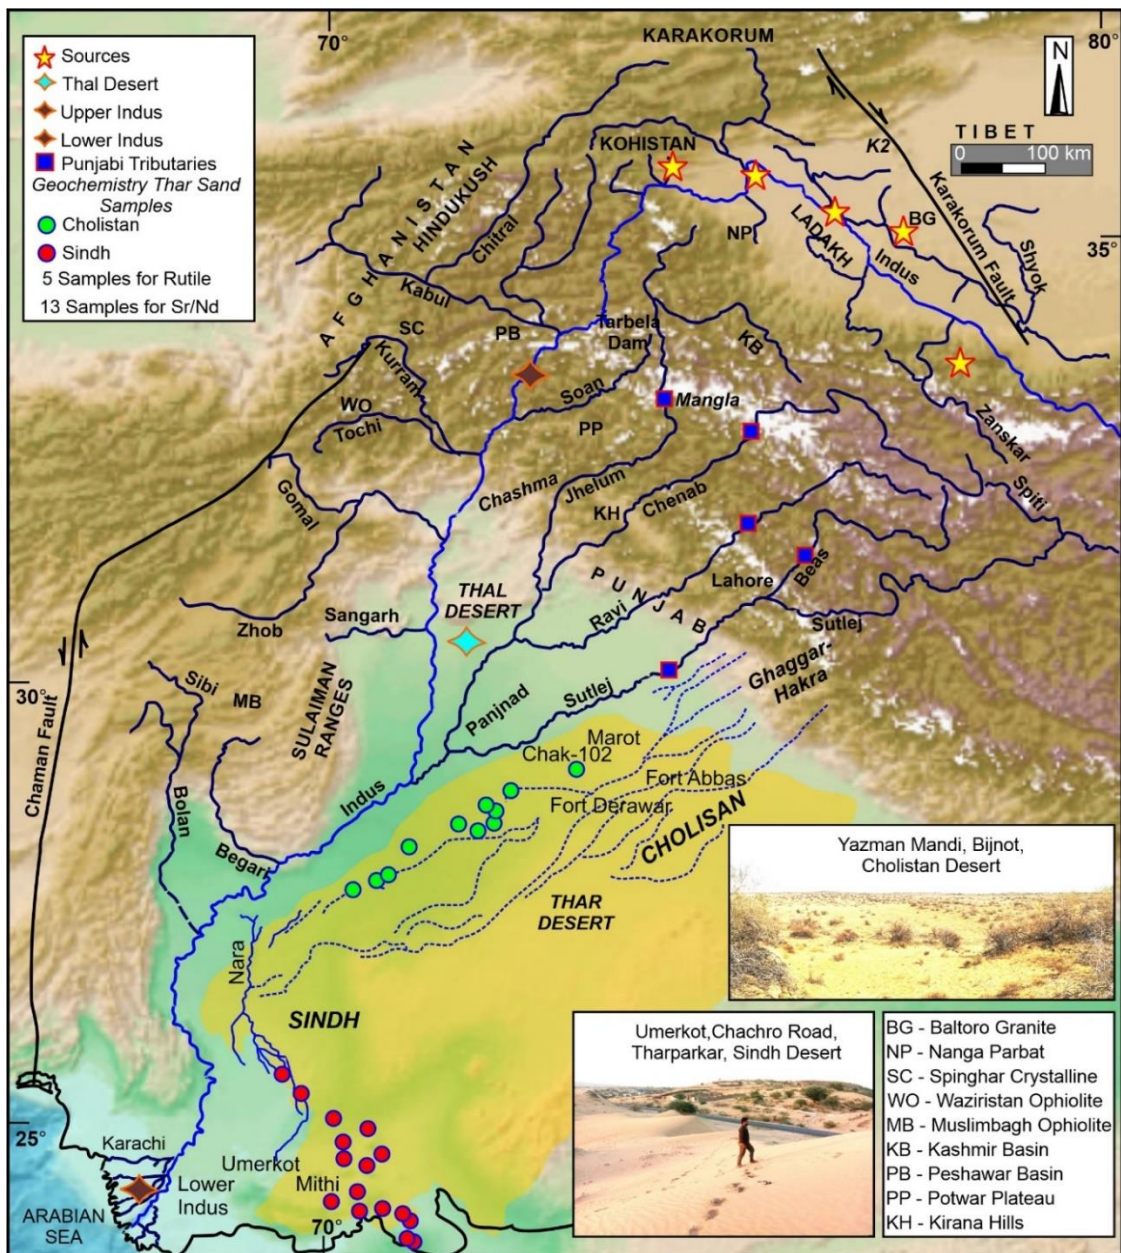 70°
80°
Sources
Thal Desert
Upper Indus
Lower Indus
Punjabi Tributaries
Geochemistry Thar Sand
Samples
Cholistan
Sindh
5 Samples for Rutile
13 Samples for Sr/Nd
KARAKORUM
N
TIBET
0 100 km
K2
Karakorum Fault
KOHISTAN
AFGHANISTAN
HINDUKUSH
Chitral
NP
LADAKH
BG
Indus
Shyok
35°
Kabul
SC
PB
Tarbela
Dam
KB
Kurram
Soan
Mangla
WO
Tochi
PP
Zanskar
Spiti
Gomal
Chashma
Jhelum
KH
Chenab
PUNJAB
Lahore
Beas
THAL
DESERT
Ravi
Sutlej
Zhob
Sangarh
Ghaggar-
Hakra
30°
Sibi
MB
SULAIMAN
RANGES
Panjnad
Sutlej
Chaman Fault
Marot
Chak-102
Fort Abbas
Indus
Fort Derawar
Bolan
CHOLISAN
Begari
Yazman Mandi, Bijnot,
Cholistan Desert
THAR
DESERT
Nara
SINDH
Umerkot,Chachro Road,
Tharparkar, Sindh Desert
BG - Baltoro Granite
NP - Nanga Parbat
SC - Spinghar Crystalline
WO - Waziristan Ophiolite
MB - Muslimbagh Ophiolite
KB - Kashmir Basin
PB - Peshawar Basin
PP - Potwar Plateau
KH - Kirana Hills
25°
Karachi
Umerkot
Lower
Indus
Mithi
ARABIAN
SEA
70°